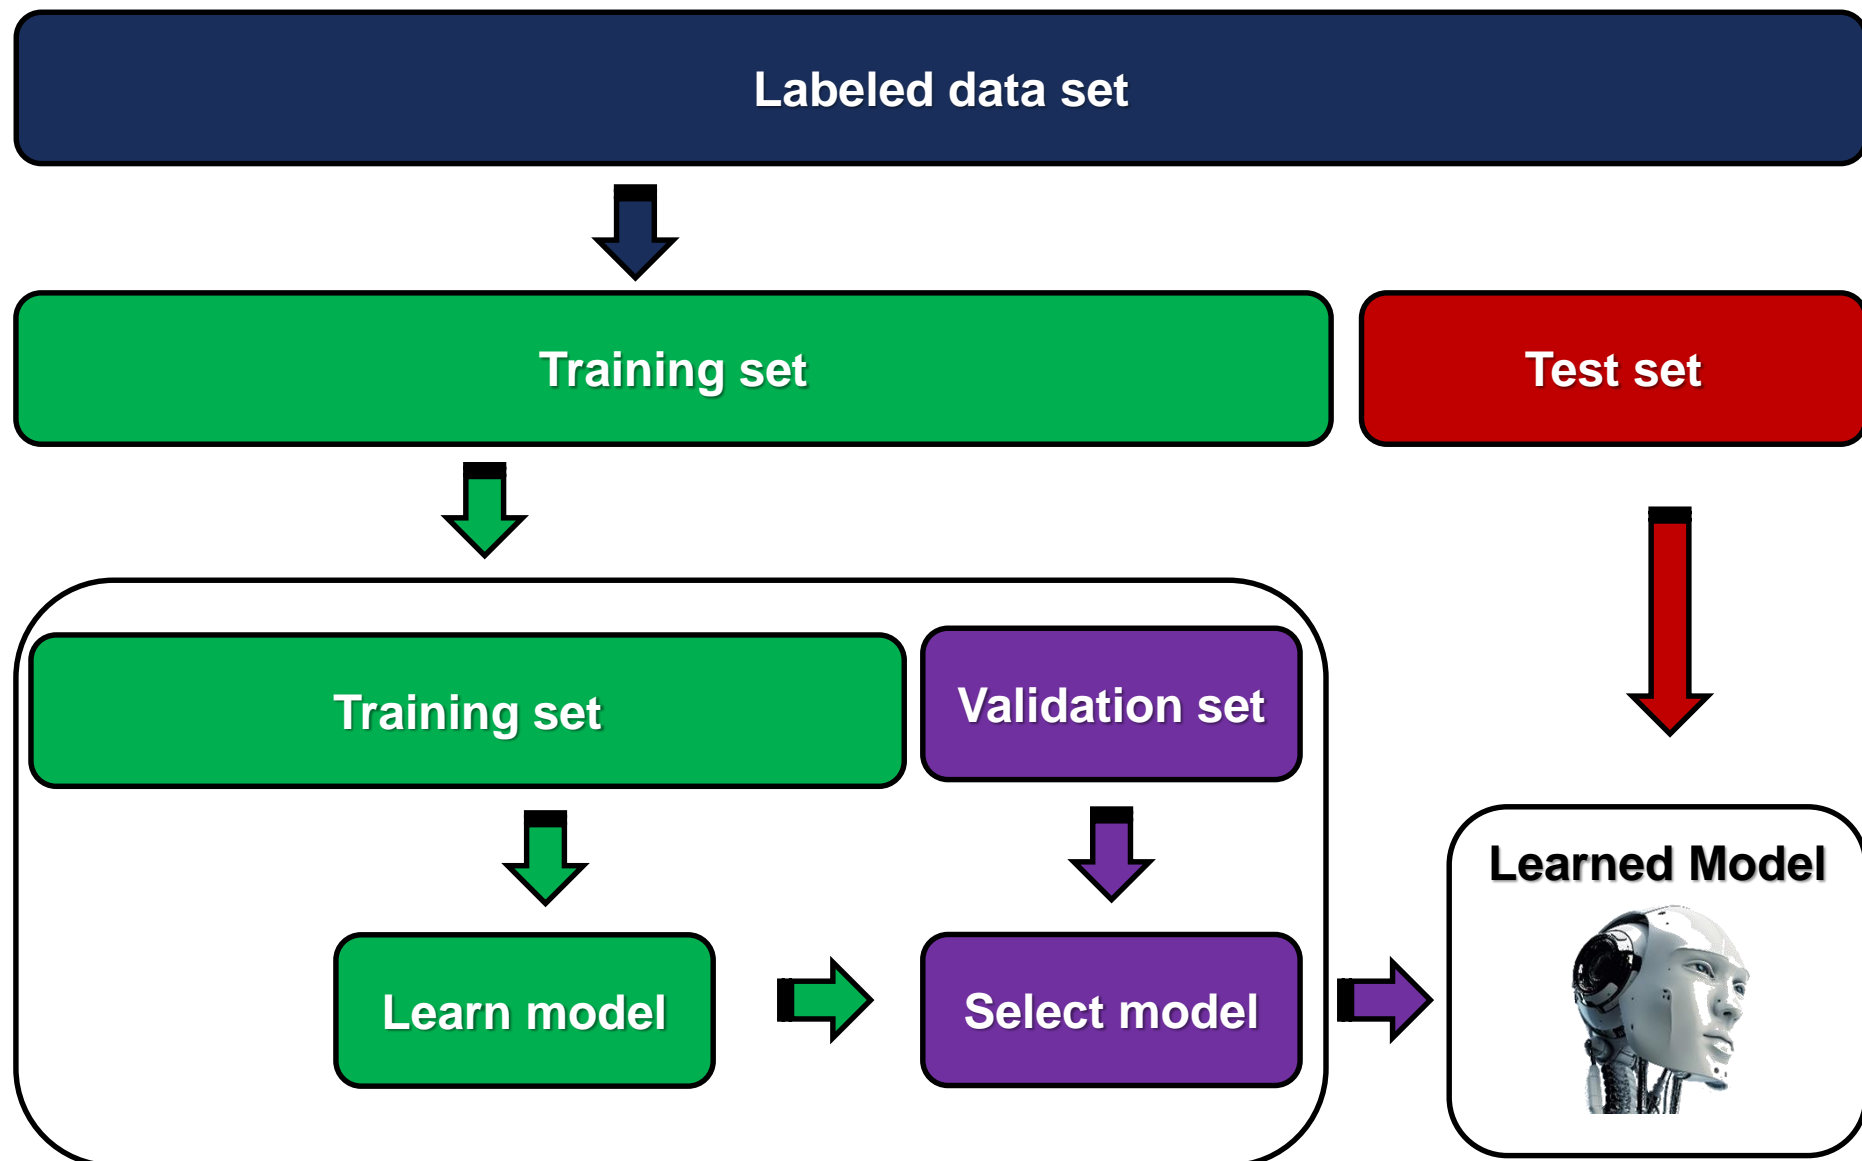 Labeled data set
Training set
Test set
Training set
Validation set
Learned Model
Learn model
Select model